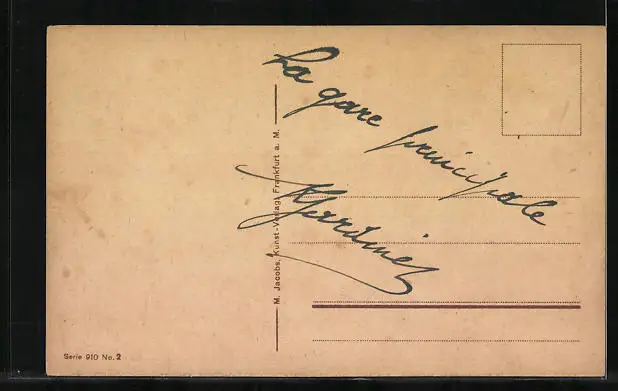 La gare principale
M. Jacobs, Kunst-Verlag, Frankfurt a. M.
Serie 910 No. 2